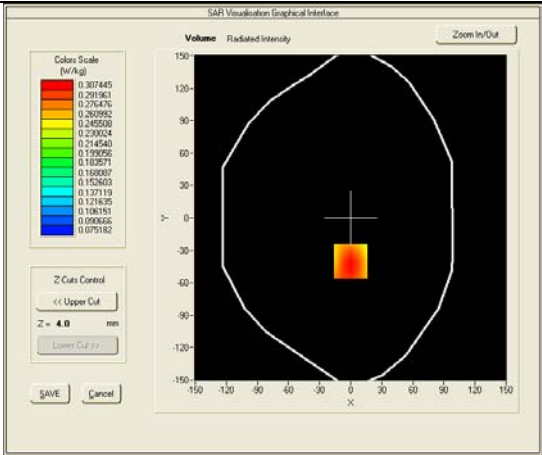 SAR Visualisation Graphical Interface
Volume Radiated Intensity
Zoom In/Out
Colors Scale
(W/kg)
0.307445
0.291961
0.276476
0.260992
0.245508
0.230024
0.214540
0.199056
0.183571
0.168087
0.152603
0.137119
0.121635
0.106151
0.090666
0.075182
Z-Cuts Control
<< Upper Cut
Z = 4.0 mm
Lower Cut >>
SAVE Cancel
150-
120-
90-
60-
30-
0-
-30-
-60-
-90-
-120-
-150-
Y
-150 -120 -90 -60 -30 0 30 60 90 120 150
X